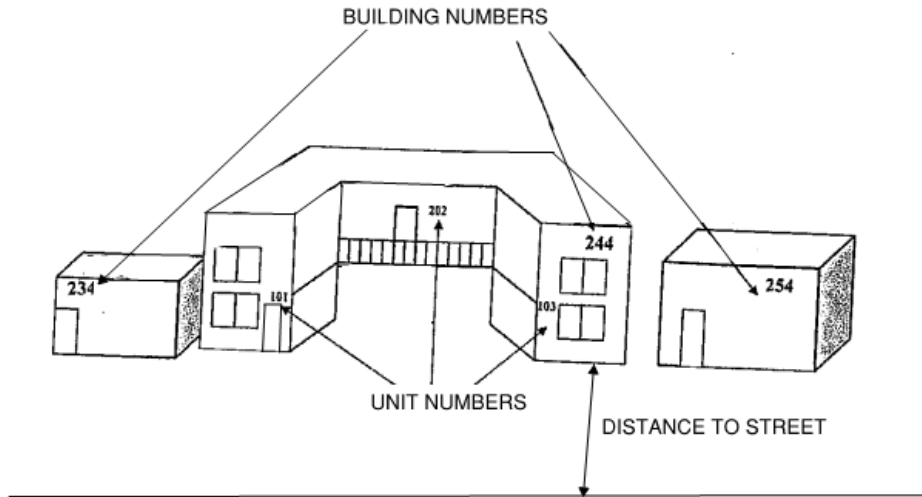 BUILDING NUMBERS
202
244
234
254
101
103
UNIT NUMBERS
DISTANCE TO STREET